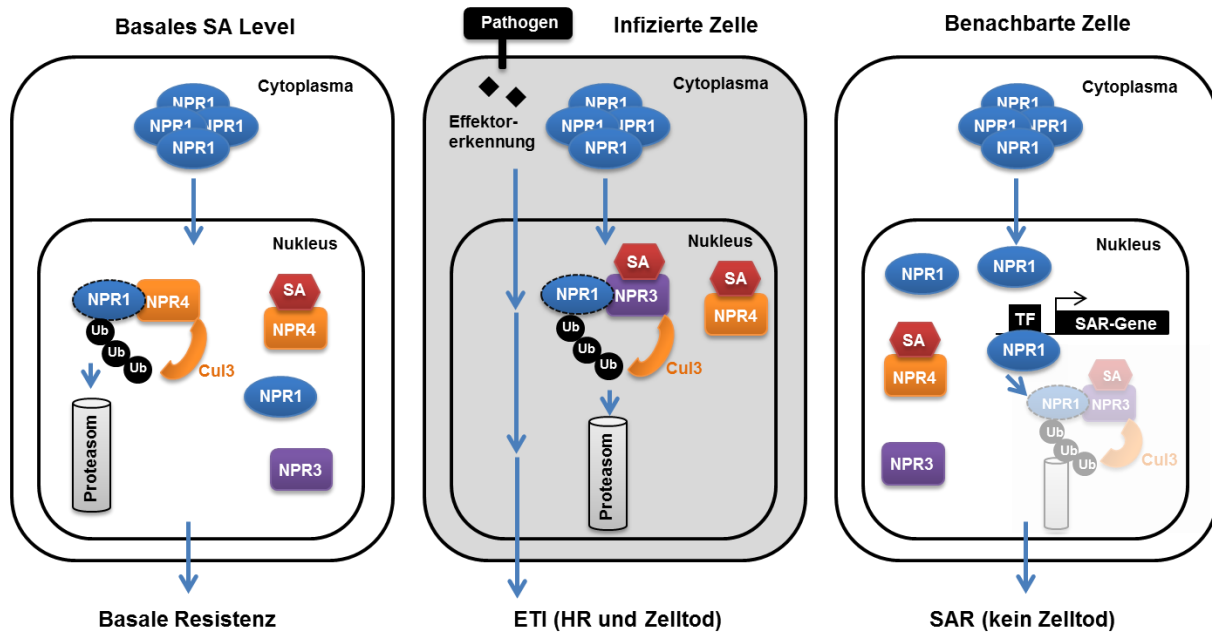 Basales SA Level
Cytoplasma
NPR1
NPR1
NPR1
NPR1
Nukleus
NPR1
NPR4
SA
NPR4
Ub
Ub
Ub
Cul3
NPR1
Proteasom
NPR3
Basale Resistenz
Pathogen
Infizierte Zelle
Cytoplasma
Effektor-
erkennung
NPR1
NPR1
NPR1
NPR1
Nukleus
SA
NPR1
NPR3
SA
NPR4
Ub
Ub
Ub
Cul3
Proteasom
ETI (HR und Zelltod)
Benachbarte Zelle
Cytoplasma
NPR1
NPR1
NPR1
NPR1
Nukleus
NPR1
NPR1
TF
SAR-Gene
NPR1
SA
NPR4
SA
NPR1
NPR3
Ub
Ub
Ub
Cul3
NPR3
SAR (kein Zelltod)